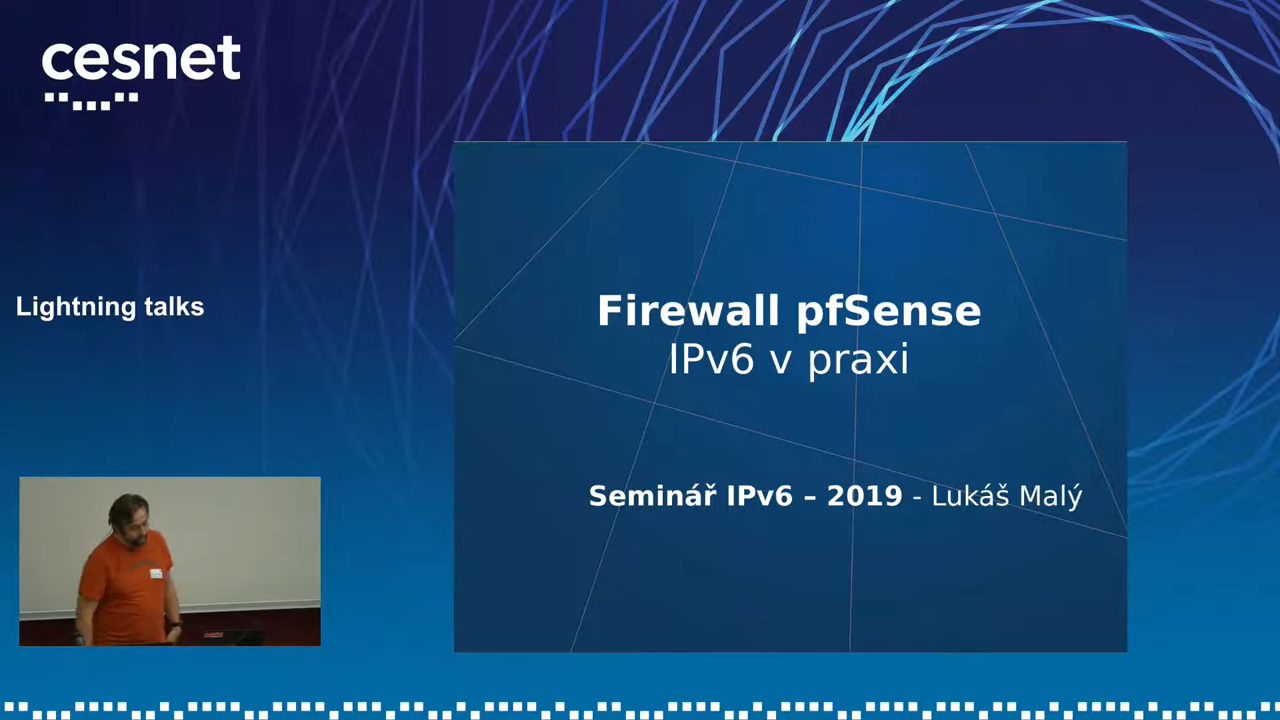 cesnet
Lightning talks
Firewall pfSense
IPv6 v praxi
Seminář IPv6 – 2019 - Lukáš Malý